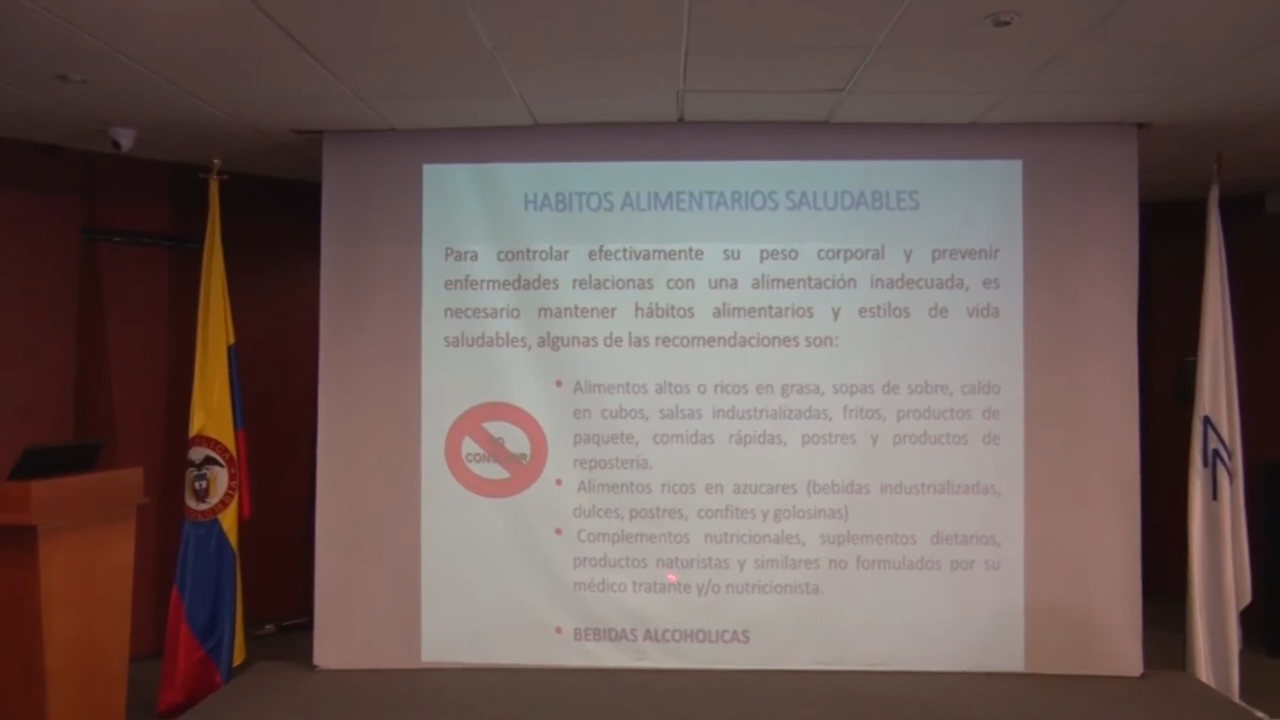 HABITOS ALIMENTARIOS SALUDABLES
Para controlar efectivamente su peso corporal y prevenir
enfermedades relacionas con una alimentación inadecuada, es
necesario mantener hábitos alimentarios y estilos de vida
saludables, algunas de las recomendaciones son:
• Alimentos altos o ricos en grasa, sopas de sobre, caldo
en cubos, salsas industrializadas, fritos, productos de
paquete, comidas rápidas, postres y productos de
repostería.
• Alimentos ricos en azucares (bebidas industrializadas,
dulces, postres, confites y golosinas)
• Complementos nutricionales, suplementos dietarios,
productos naturistas y similares no formulados por su
médico tratante y/o nutricionista.
• BEBIDAS ALCOHOLICAS